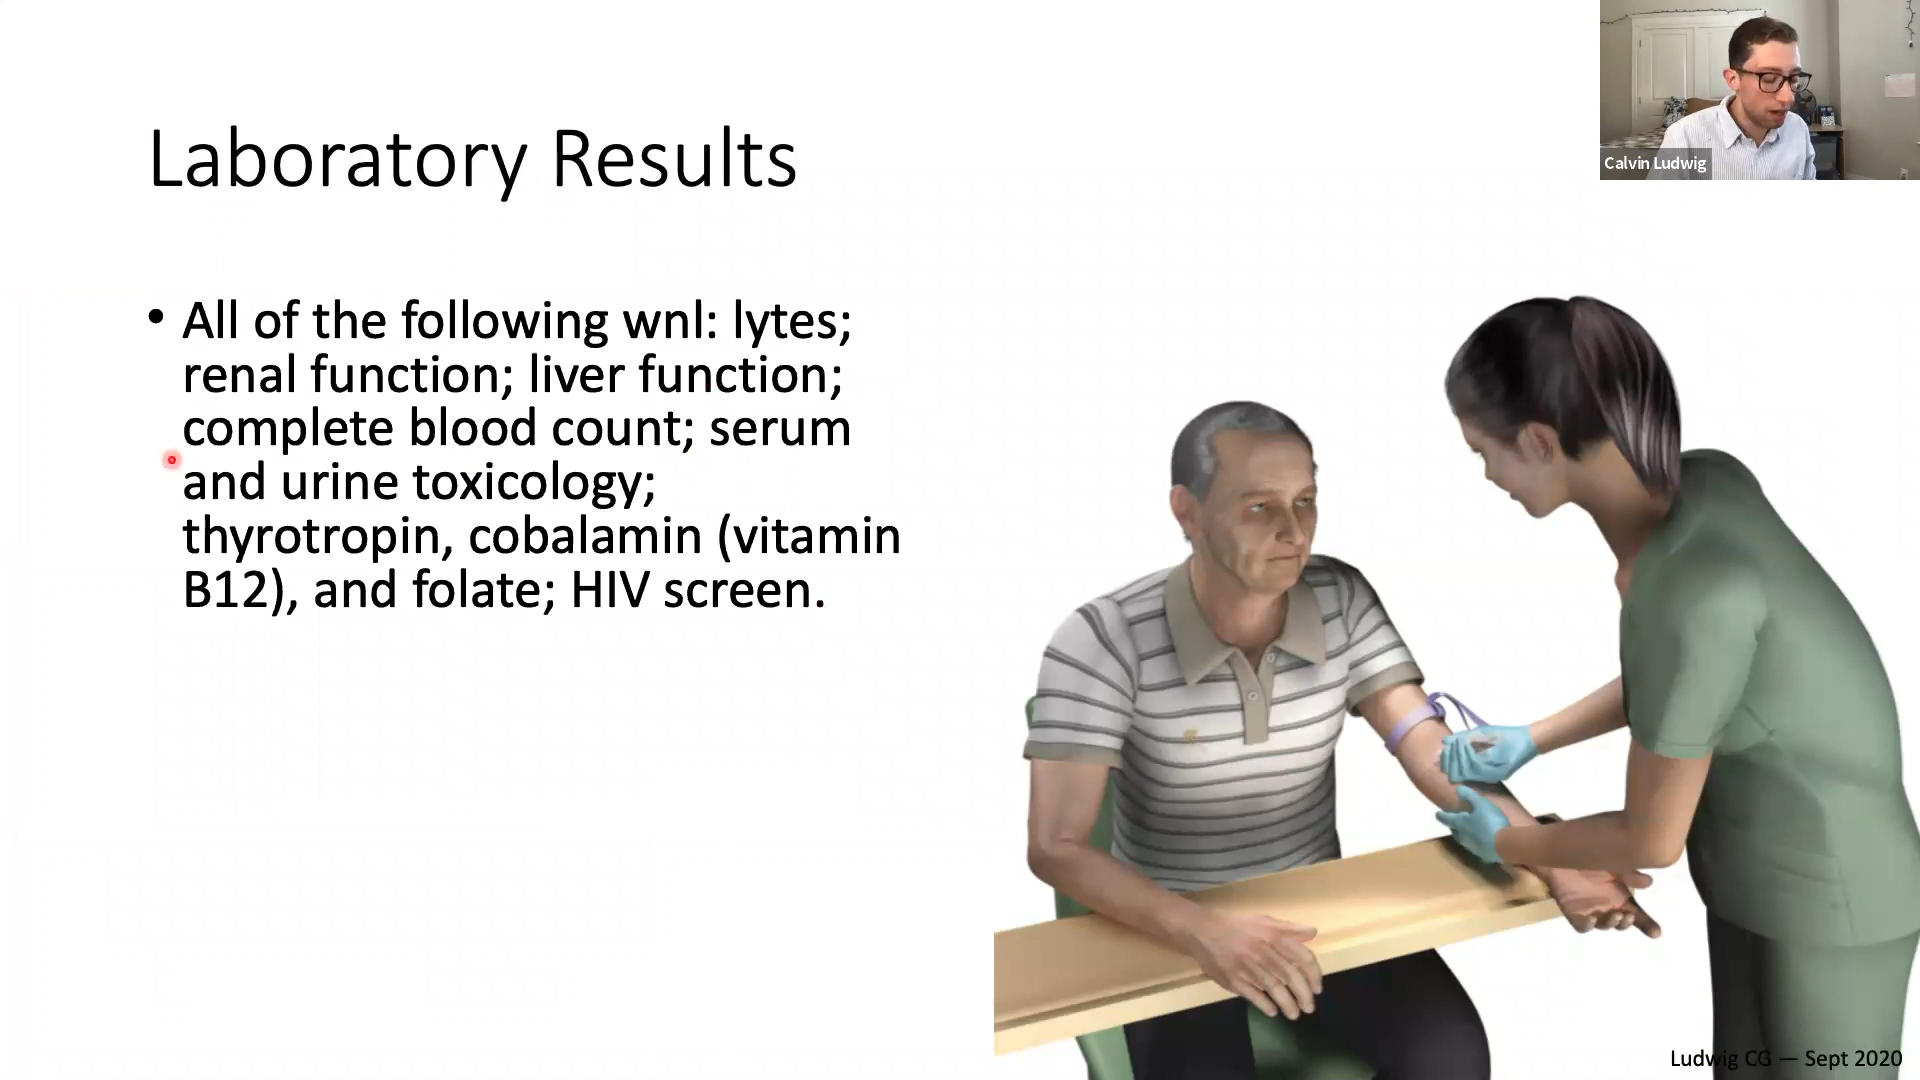 Laboratory Results
• All of the following wnl: lytes;
renal function; liver function;
complete blood count; serum
and urine toxicology;
thyrotropin, cobalamin (vitamin
B12), and folate; HIV screen.
Calvin Ludwig
Ludwig CG — Sept 2020